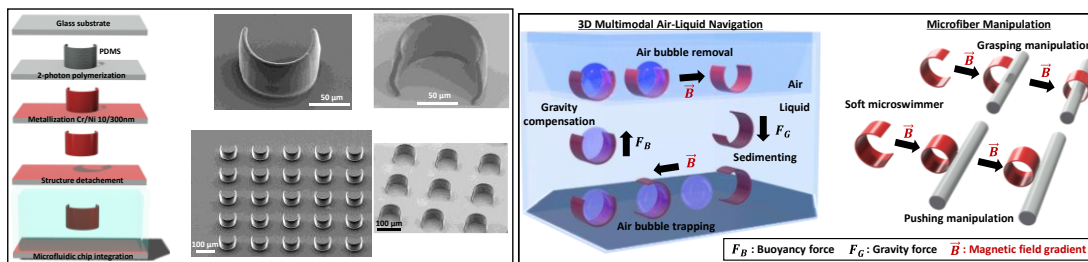 Glass substrate
PDMS
2-photon polymerization
Metallization Cr/Ni 10/300nm
Structure detachement
Microfluidic chip integration
50 µm
50 µm
100 µm
100 µm
3D Multimodal Air-Liquid Navigation
Air bubble removal
B
Air
Liquid
Gravity
compensation
F_B
F_G
Sedimenting
B
Air bubble trapping
Microfiber Manipulation
Grasping manipulation
B
B
Soft microswimmer
B
B
Pushing manipulation
F_B : Buoyancy force F_G : Gravity force B : Magnetic field gradient